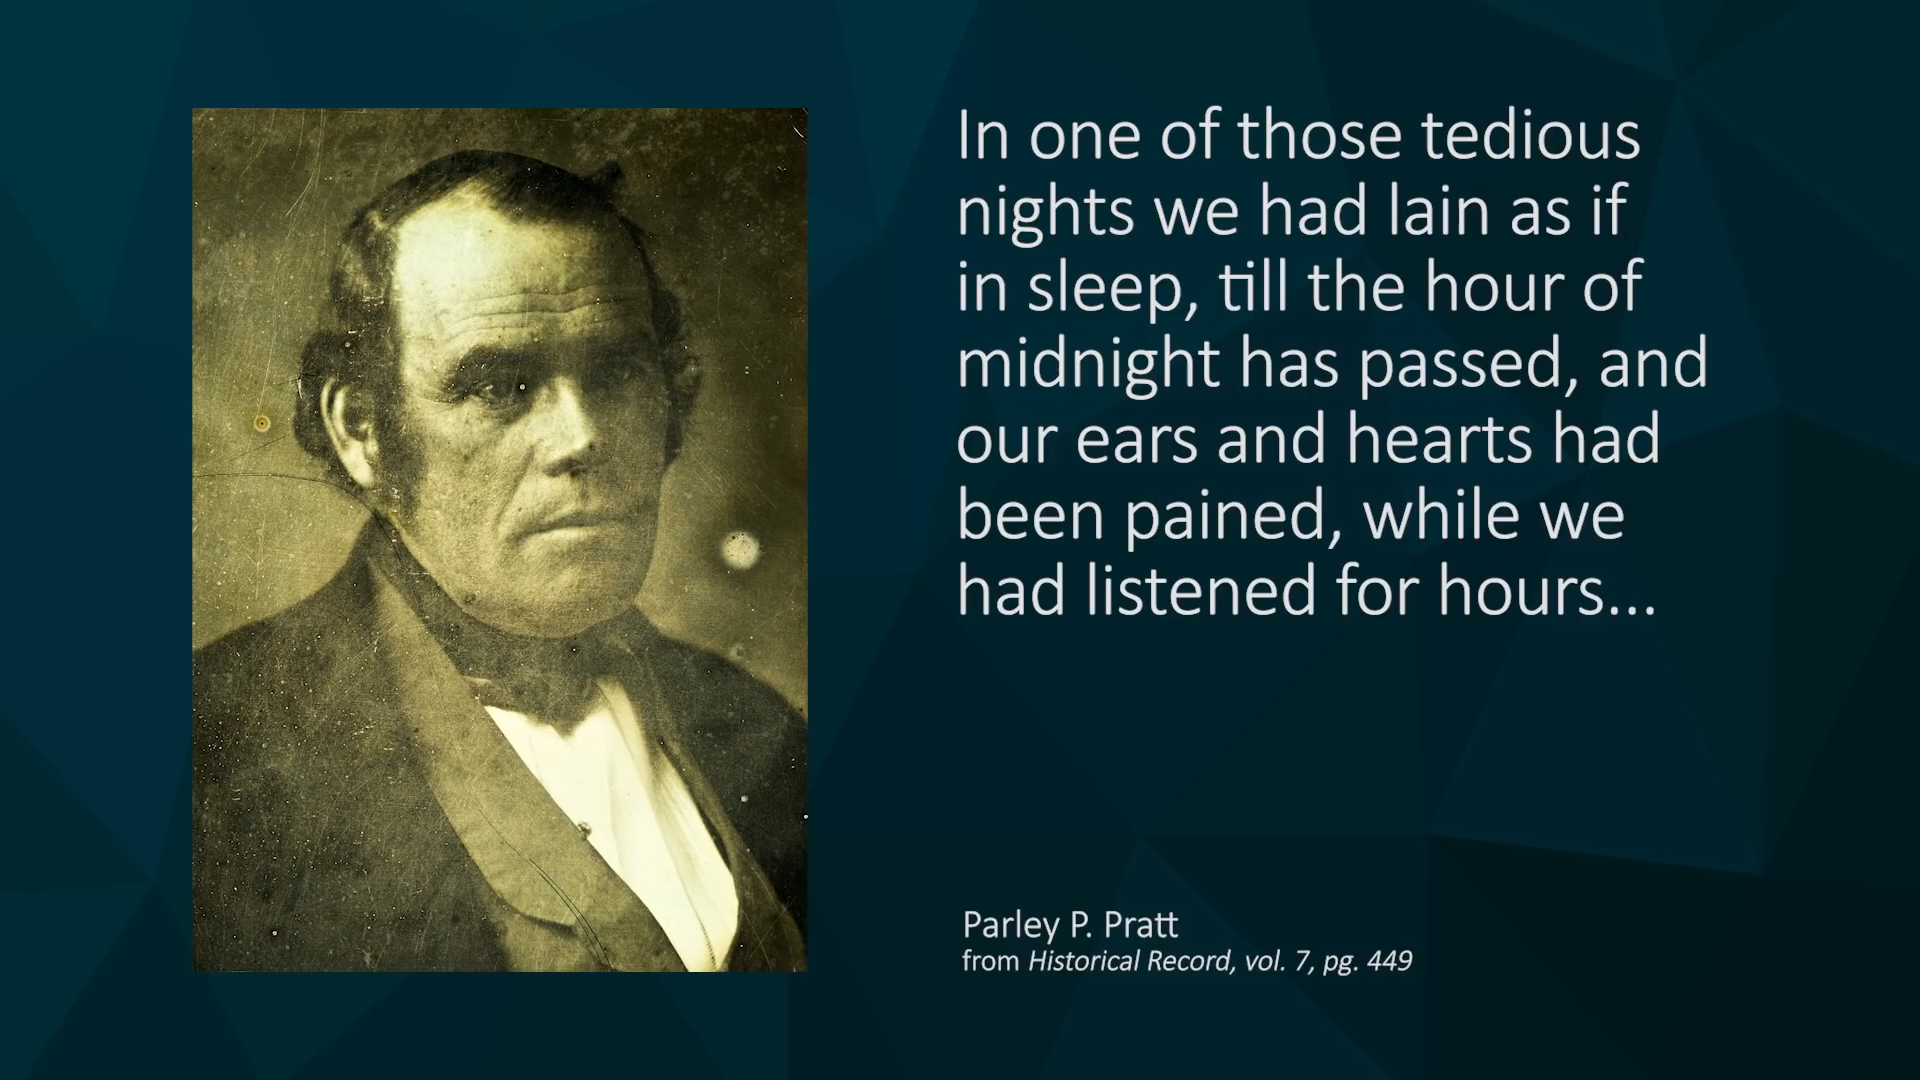 In one of those tedious
nights we had lain as if
in sleep, till the hour of
midnight has passed, and
our ears and hearts had
been pained, while we
had listened for hours...
Parley P. Pratt
from Historical Record, vol. 7, pg. 449